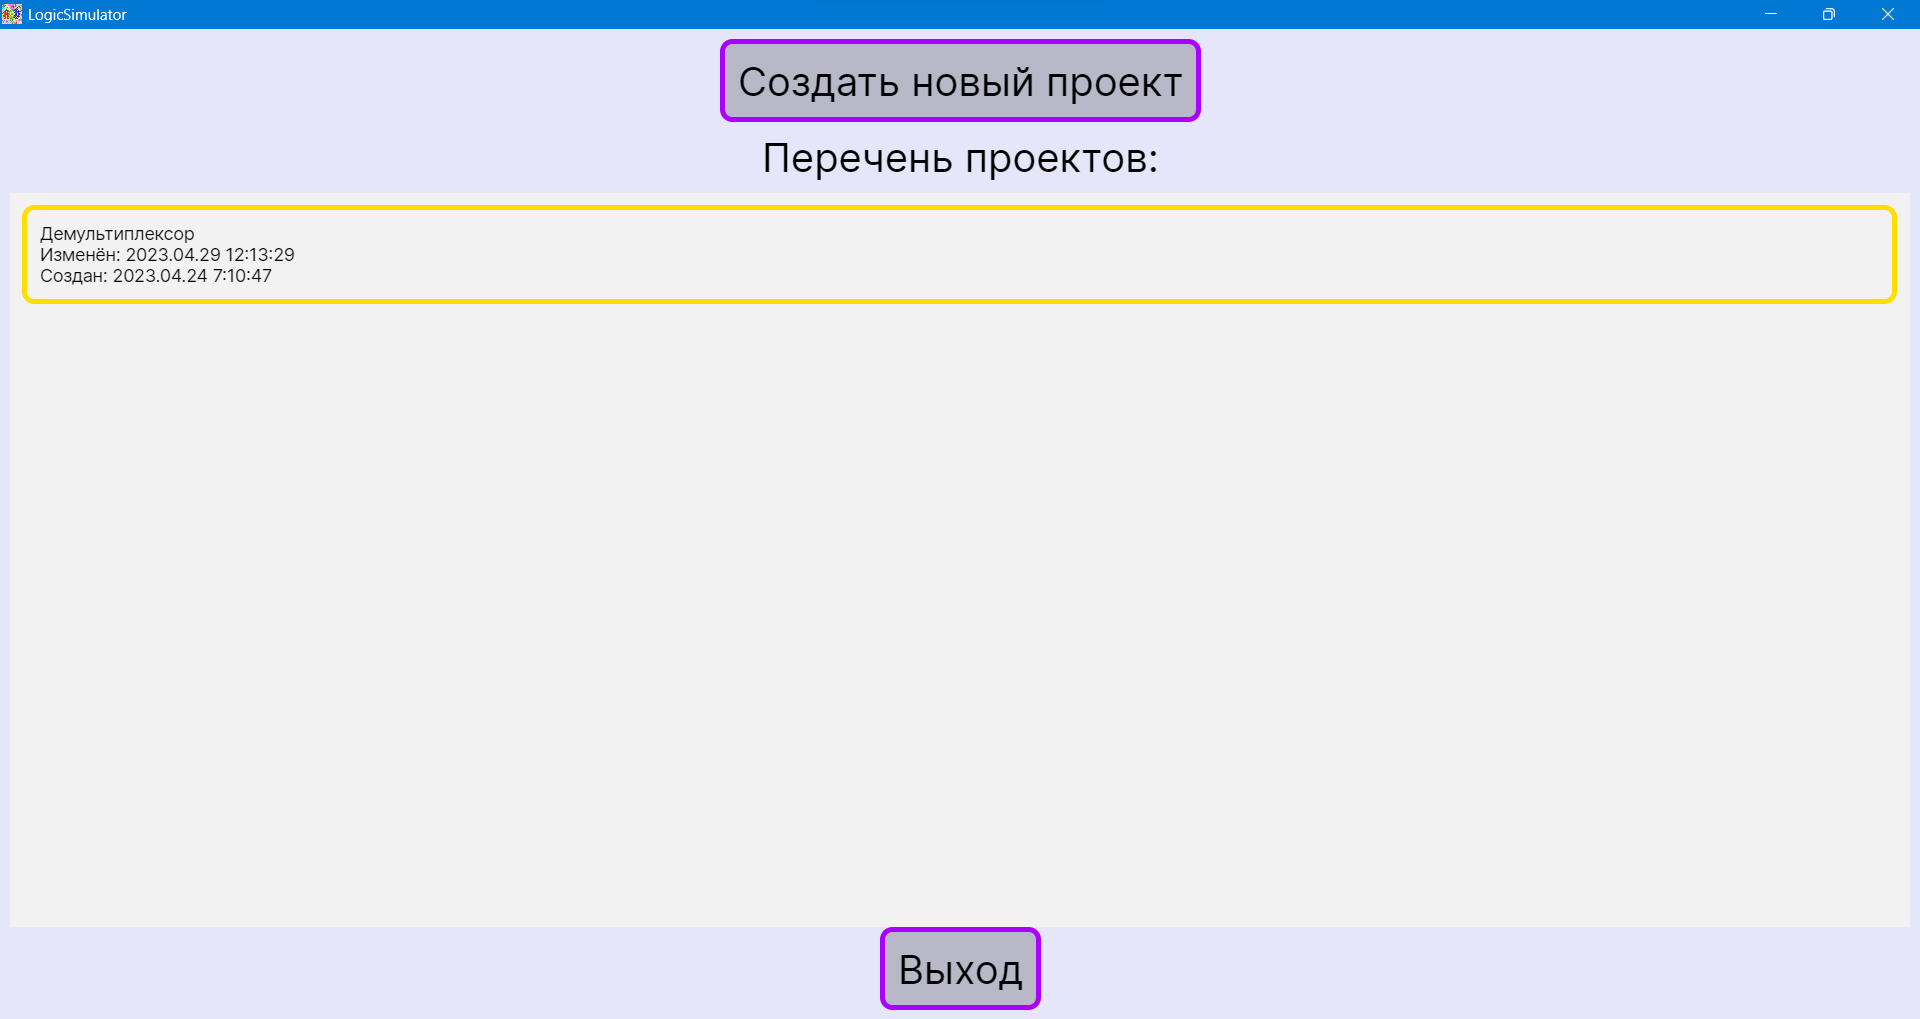 LogicSimulator
Создать новый проект
Перечень проектов:
Демультиплексор
Изменён: 2023.04.29 12:13:29
Создан: 2023.04.24 7:10:47
Выход